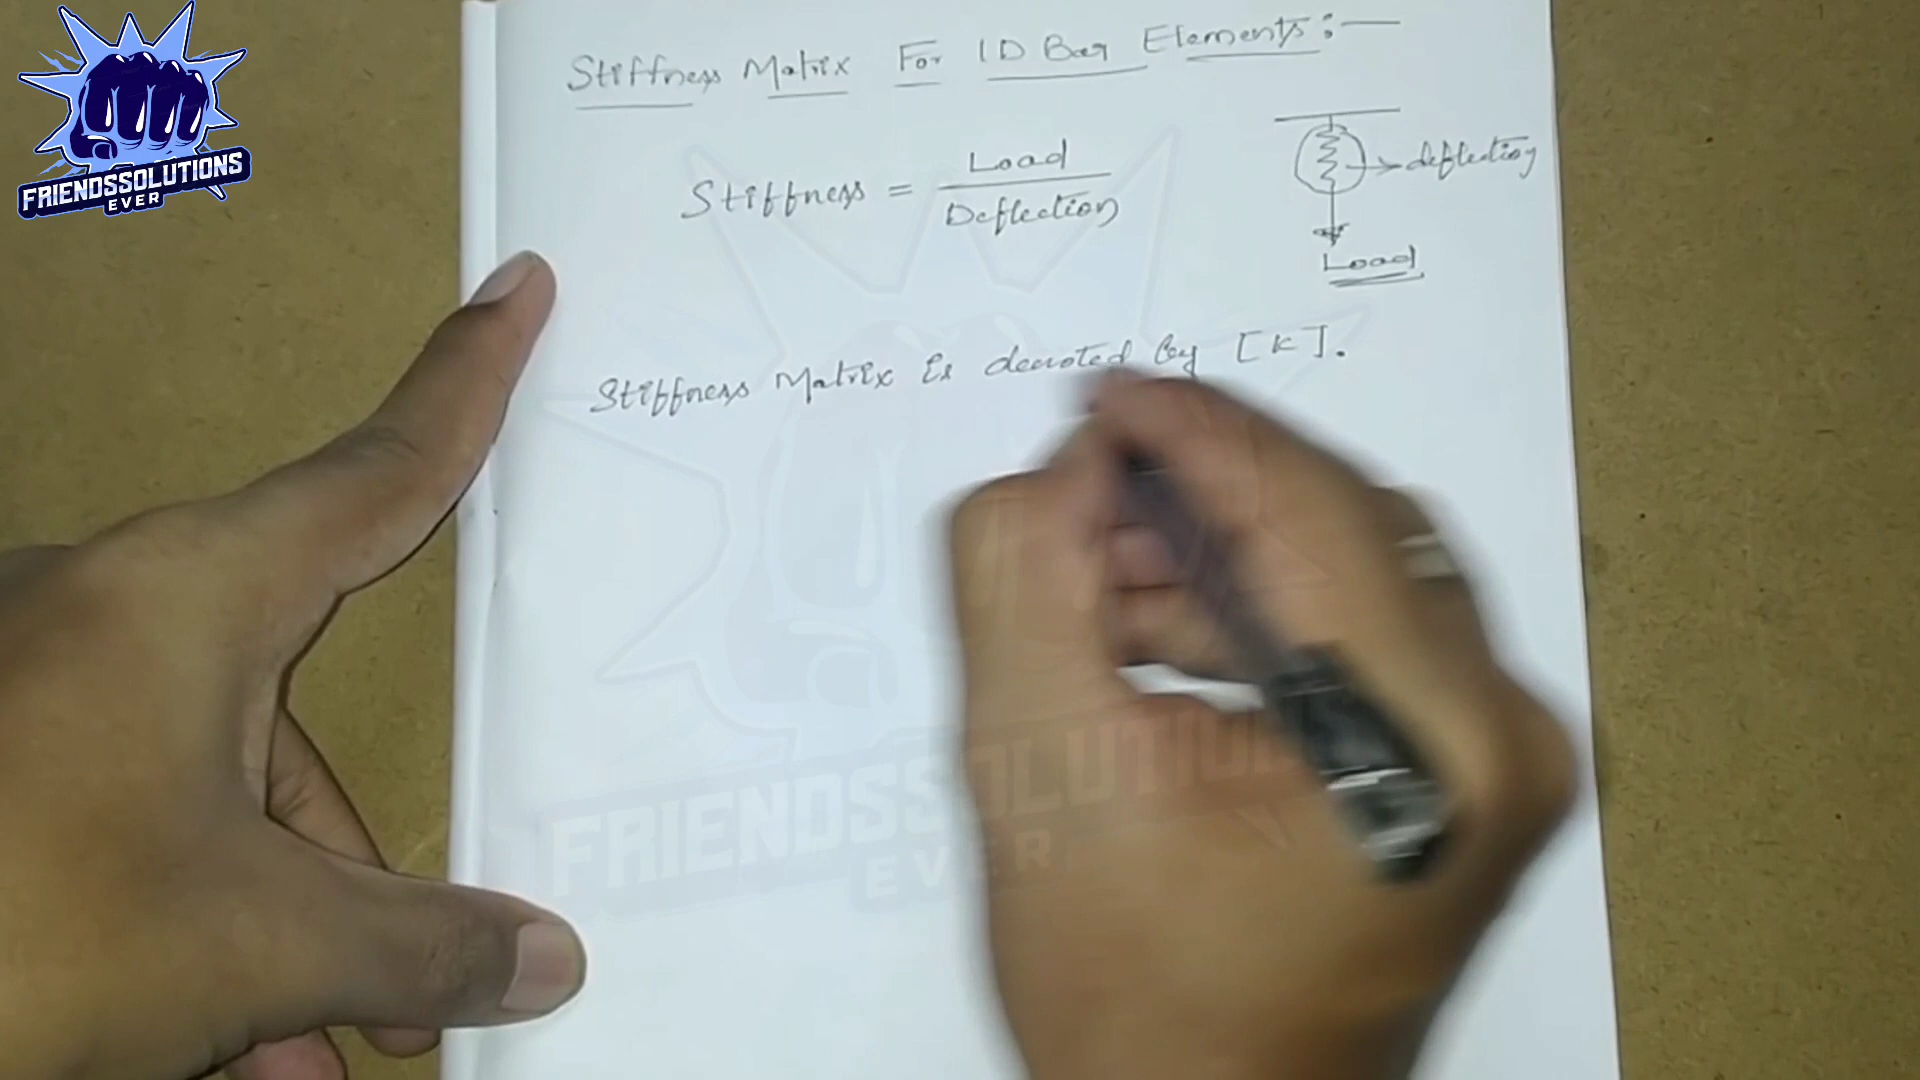 FRIENDSSOLUTIONS
EVER
Stiffness Matrix For 1D Bar Elements:—
Stiffness = Load
Deflection
deflection
Load
Stiffness Matrix is denoted by [K].
FRIENDSSOLUTIONS
EVER